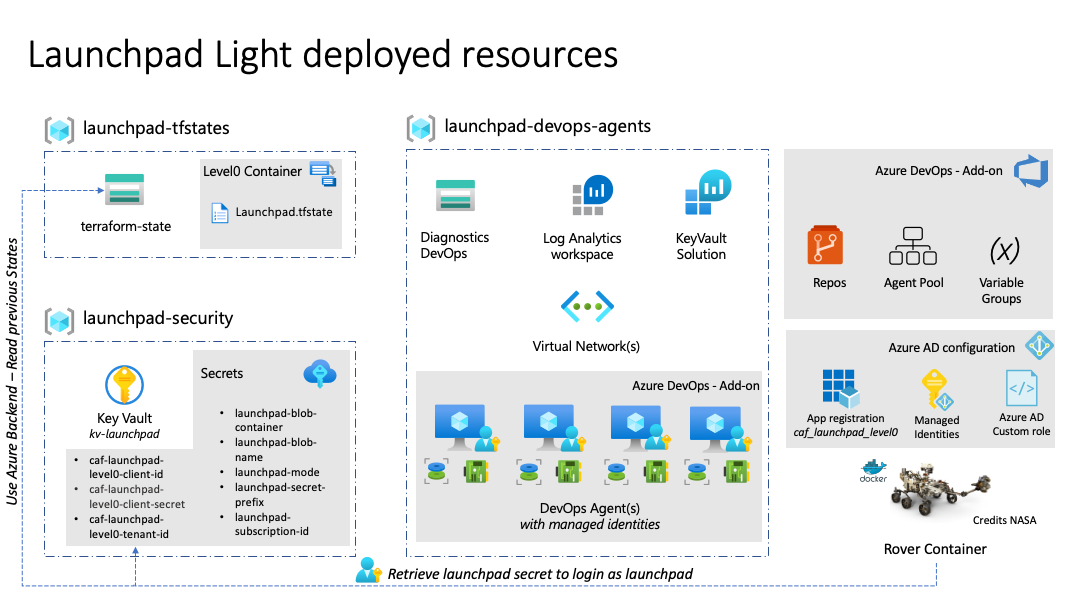 Launchpad Light deployed resources
launchpad-tfstates
terraform-state
Level0 Container
Launchpad.tfstate
launchpad-security
Key Vault
kv-launchpad
• caf-launchpad-
level0-client-id
• caf-launchpad-
level0-client-secret
• caf-launchpad-
level0-tenant-id
Secrets
• launchpad-blob-
container
• launchpad-blob-
name
• launchpad-mode
• launchpad-secret-
prefix
• launchpad-
subscription-id
launchpad-devops-agents
Diagnostics
DevOps
Log Analytics
workspace
KeyVault
Solution
Virtual Network(s)
Azure DevOps - Add-on
DevOps Agent(s)
with managed identities
Azure DevOps - Add-on
Repos
Agent Pool
(x)
Variable
Groups
Azure AD configuration
</>
App registration
caf_launchpad_level0
Managed
Identities
Azure AD
Custom role
docker
Credits NASA
Rover Container
Use Azure Backend – Read previous States
Retrieve launchpad secret to login as launchpad